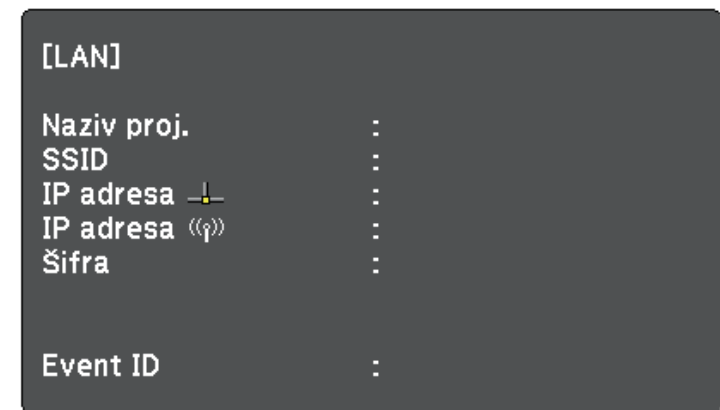 [LAN]
Naziv proj. :
SSID :
IP adresa :
IP adresa :
Šifra :
Event ID :